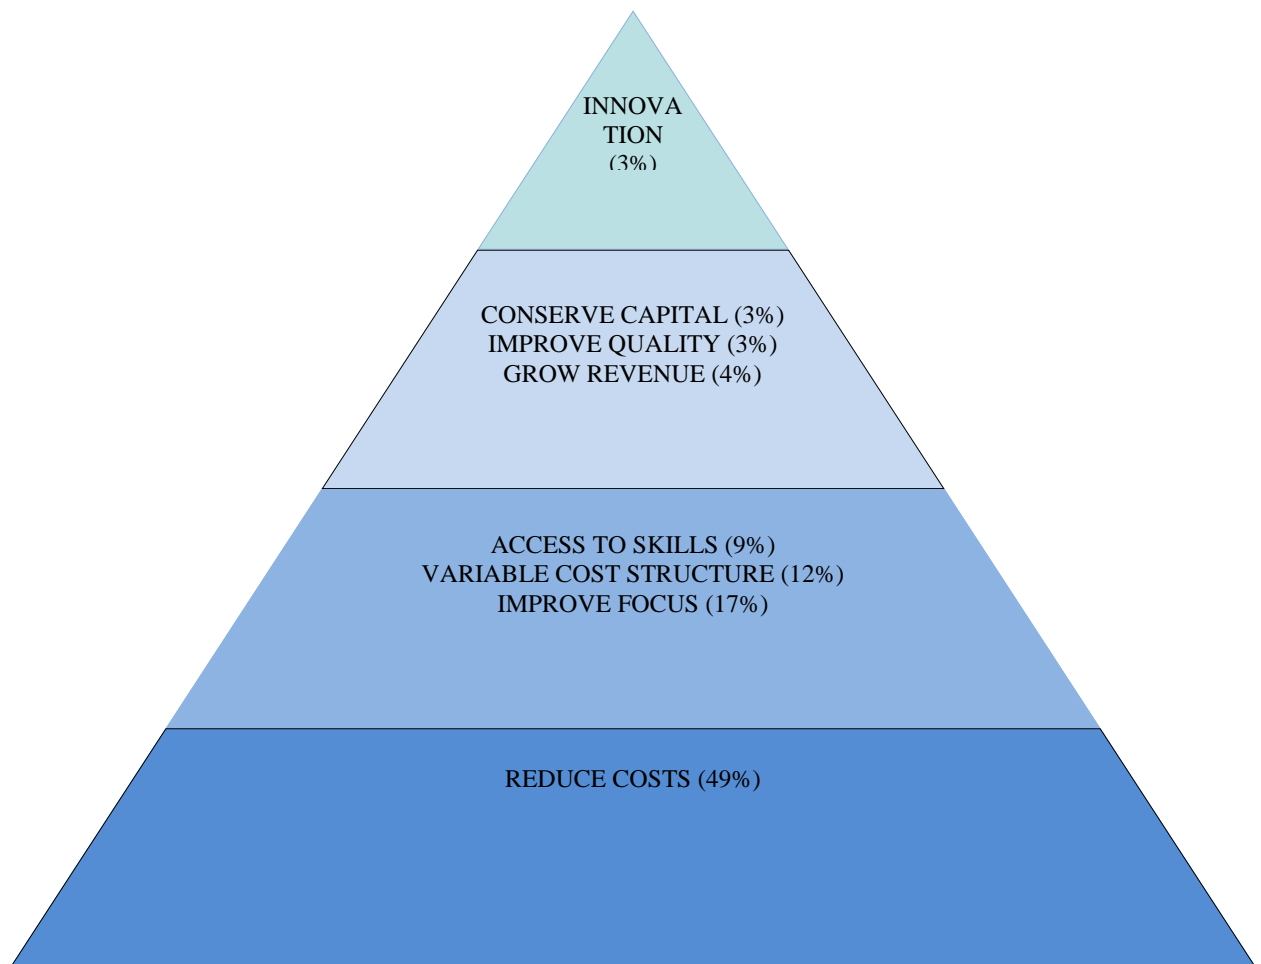 INNOVA
TION
(3%)
CONSERVE CAPITAL (3%)
IMPROVE QUALITY (3%)
GROW REVENUE (4%)
ACCESS TO SKILLS (9%)
VARIABLE COST STRUCTURE (12%)
IMPROVE FOCUS (17%)
REDUCE COSTS (49%)